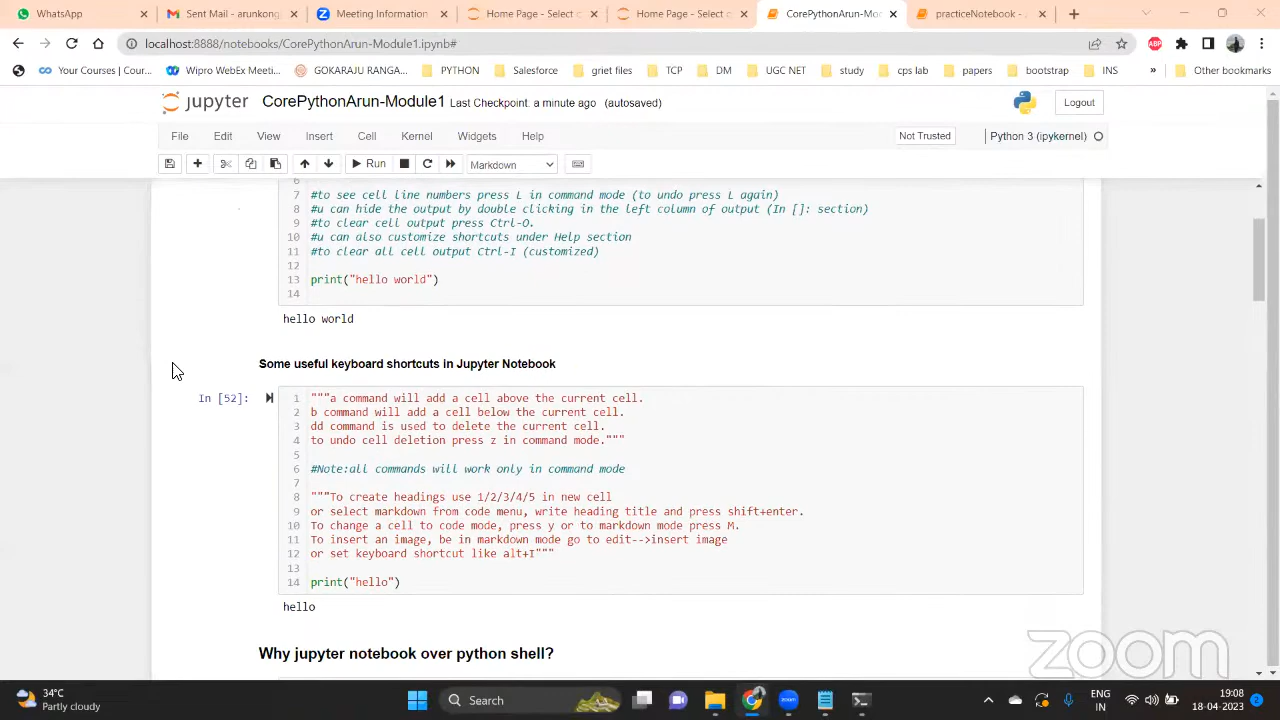 WhatsApp
Sent Mail - arunkong
Meeting Information
Home Page - Select c
Home Page - Select c
CorePythonArun-Mod
practiceNotebook - J
localhost:8888/notebooks/CorePythonArun-Module1.ipynb#
ABP
Your Courses | Cour...
Wipro WebEx Meeti...
GOKARAJU RANGA...
PYTHON
Salesforce
griet files
TCP
DM
UGC NET
study
cps lab
papers
bootstrap
INS
»
Other bookmarks
jupyter CorePythonArun-Module1 Last Checkpoint: a minute ago (autosaved)
Logout
File Edit View Insert Cell Kernel Widgets Help
Not Trusted
Python 3 (ipykernel)
Run
Markdown
6
7 #to see cell line numbers press L in command mode (to undo press L again)
8 #u can hide the output by double clicking in the left column of output (In []: section)
9 #to clear cell output press Ctrl-O.
10 #u can also customize shortcuts under Help section
11 #to clear all cell output Ctrl-I (customized)
12
13 print("hello world")
14
hello world
Some useful keyboard shortcuts in Jupyter Notebook
In [52]:
1 """a command will add a cell above the current cell.
2 b command will add a cell below the current cell.
3 dd command is used to delete the current cell.
4 to undo cell deletion press z in command mode."""
5
6 #Note:all commands will work only in command mode
7
8 """To create headings use 1/2/3/4/5 in new cell
9 or select markdown from code menu, write heading title and press shift+enter.
10 To change a cell to code mode, press y or to markdown mode press M.
11 To insert an image, be in markdown mode go to edit-->insert image
12 or set keyboard shortcut like alt+I"""
13
14 print("hello")
hello
Why jupyter notebook over python shell?
zoom
34°C
Partly cloudy
Search
zoom
ENG
IN
19:08
18-04-2023
2